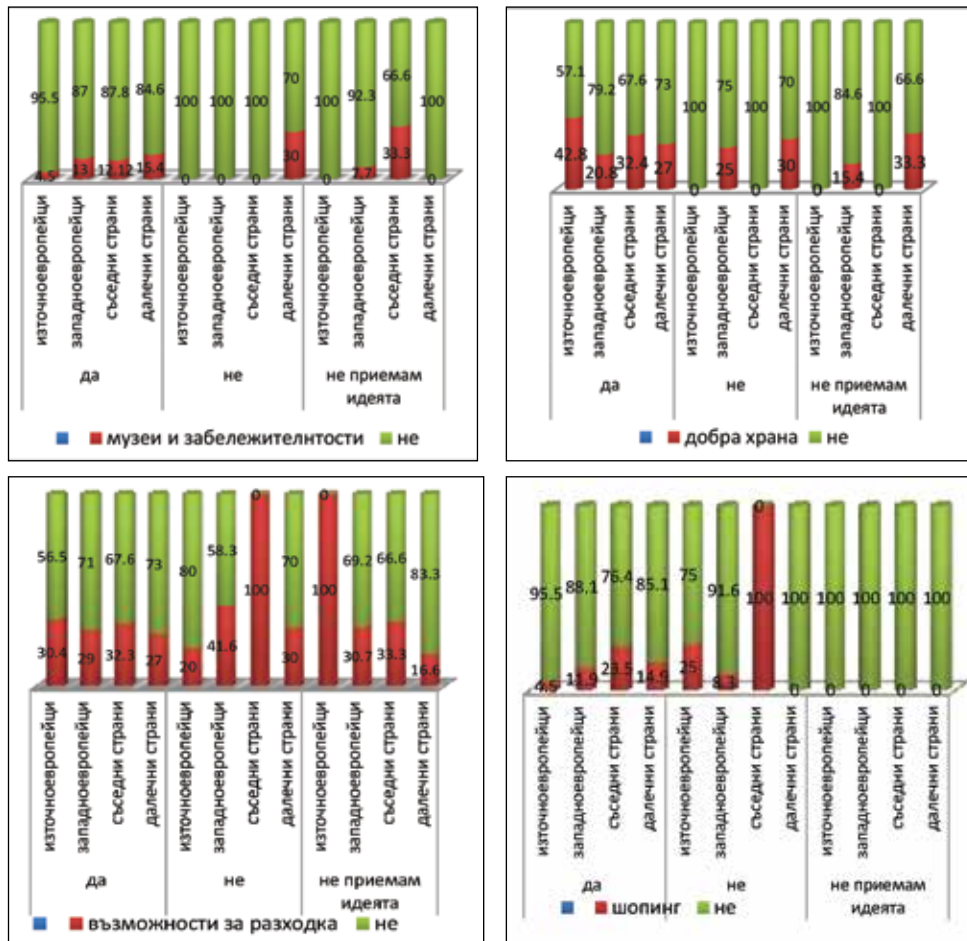 95.5 87 87.8 84.6 100 100 100 70 100 92.3 66.6 100
4.5 13 12.12 15.4 0 0 0 30 0 7.7 33.3 0
източноевропейци западноевропейци съседни страни далечни страни източноевропейци западноевропейци съседни страни далечни страни източноевропейци западноевропейци съседни страни далечни страни
да не не приемам
идеята
музеи и забележителнтости не
57.1 79.2 67.6 73 100 75 100 70 100 84.6 100 66.6
42.8 20.8 32.4 27 0 25 0 30 0 15.4 0 33.3
източноевропейци западноевропейци съседни страни далечни страни източноевропейци западноевропейци съседни страни далечни страни източноевропейци западноевропейци съседни страни далечни страни
да не не приемам
идеята
добра храна не
56.5 71 67.6 73 80 58.3 0 70 0 69.2 66.6 83.3
30.4 29 32.3 27 20 41.6 100 30 100 30.7 33.3 16.6
източноевропейци западноевропейци съседни страни далечни страни източноевропейци западноевропейци съседни страни далечни страни източноевропейци западноевропейци съседни страни далечни страни
да не не приемам
идеята
възможности за разходка не
95.5 88.1 76.4 85.1 75 91.6 0 100 100 100 100 100
4.5 11.9 23.5 14.9 25 8.3 100 0 0 0 0 0
източноевропейци западноевропейци съседни страни далечни страни източноевропейци западноевропейци съседни страни далечни страни източноевропейци западноевропейци съседни страни далечни страни
да не не приемам
идеята
шопинг не